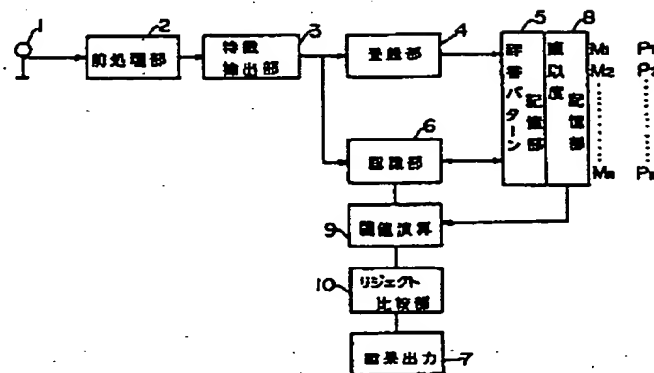 1
2
前処理部
3
特徴
抽出部
4
登録部
5
辞書パターン
記憶部
8
類似度
記憶部
M1 P1
M2 P2
Mn
6
認識部
9
閾値演算
10
リジェクト
比較部
結果出力
7